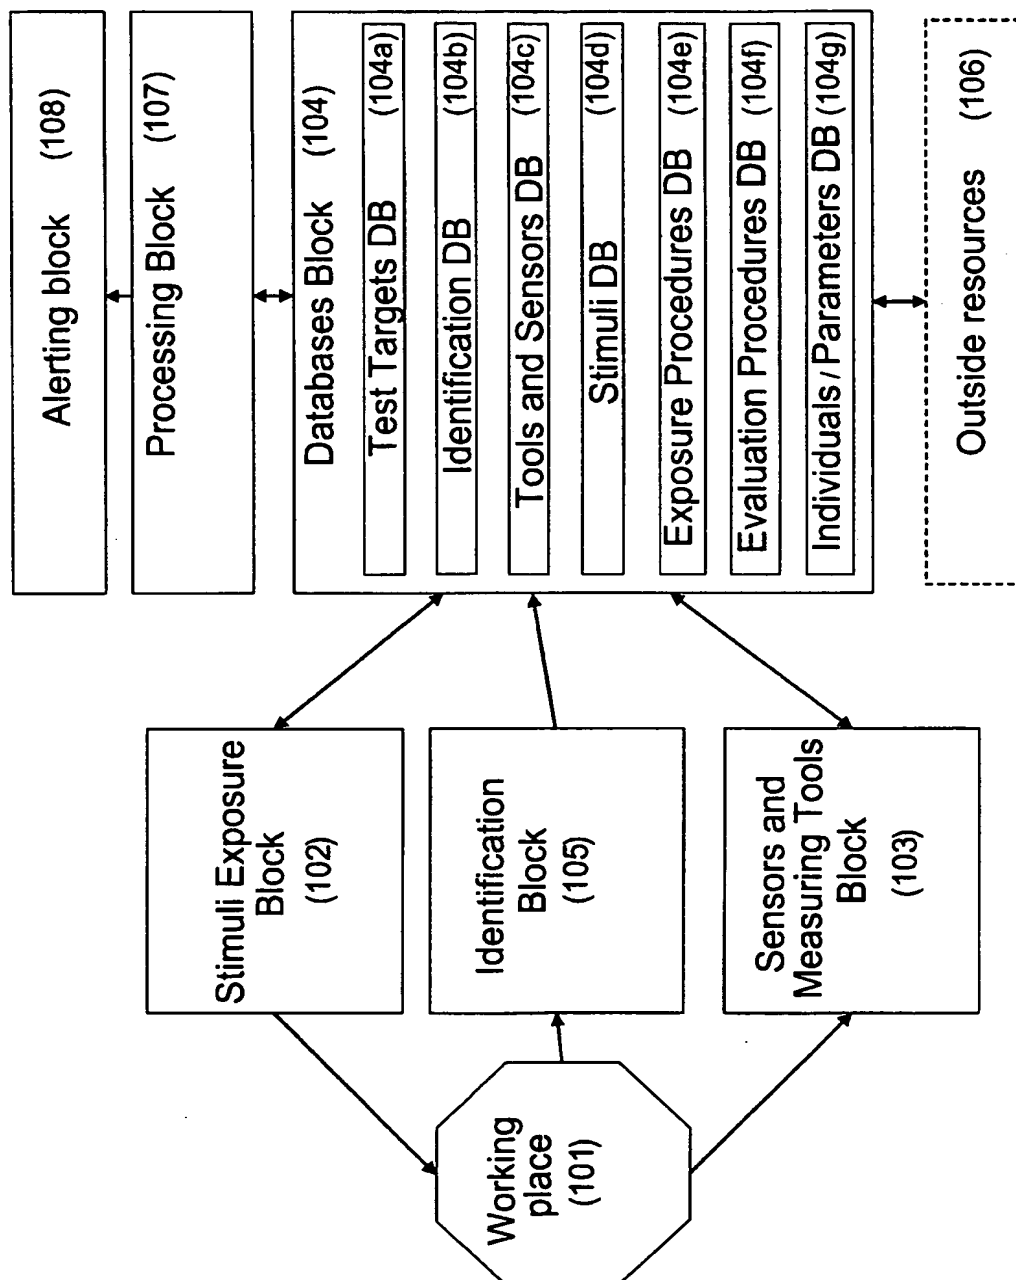 Alerting block (108)
Processing Block (107)
Databases Block (104)
Test Targets DB (104a)
Identification DB (104b)
Tools and Sensors DB (104c)
Stimuli DB (104d)
Exposure Procedures DB (104e)
Evaluation Procedures DB (104f)
Individuals / Parameters DB (104g)
Outside resources (106)
Stimuli Exposure
Block
(102)
Identification
Block
(105)
Sensors and
Measuring Tools
Block
(103)
Working
place
(101)